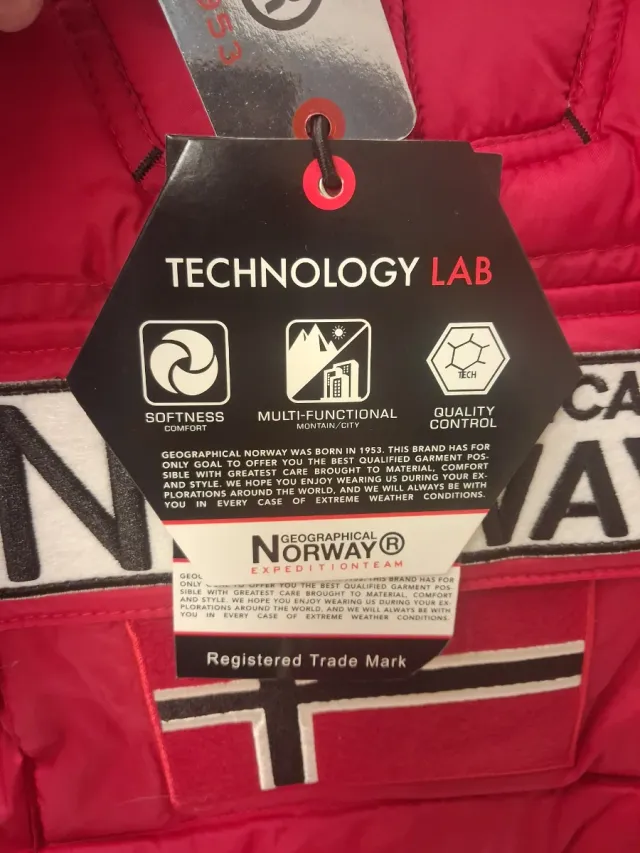 953
TECHNOLOGY LAB
TECH
SOFTNESS
COMFORT
MULTI-FUNCTIONAL
MONTAIN/CITY
QUALITY
CONTROL
GEOGRAPHICAL NORWAY WAS BORN IN 1953. THIS BRAND HAS FOR
ONLY GOAL TO OFFER YOU THE BEST QUALIFIED GARMENT POS-
SIBLE WITH GREATEST CARE BROUGHT TO MATERIAL, COMFORT
AND STYLE. WE HOPE YOU ENJOY WEARING US DURING YOUR EX-
PLORATIONS AROUND THE WORLD, AND WE WILL ALWAYS BE WITH
YOU IN EVERY CASE OF EXTREME WEATHER CONDITIONS.
GEOGRAPHICAL
NORWAY®
EXPEDITIONTEAM
GEOL 1953. THIS BRAND HAS FOR
ONLY GOAL TO OFFER YOU THE BEST QUALIFIED GARMENT POS-
SIBLE WITH GREATEST CARE BROUGHT TO MATERIAL, COMFORT
AND STYLE. WE HOPE YOU ENJOY WEARING US DURING YOUR EX-
PLORATIONS AROUND THE WORLD, AND WE WILL ALWAYS BE WITH
YOU IN EVERY CASE OF EXTREME WEATHER CONDITIONS.
Registered Trade Mark
CA
N WAY